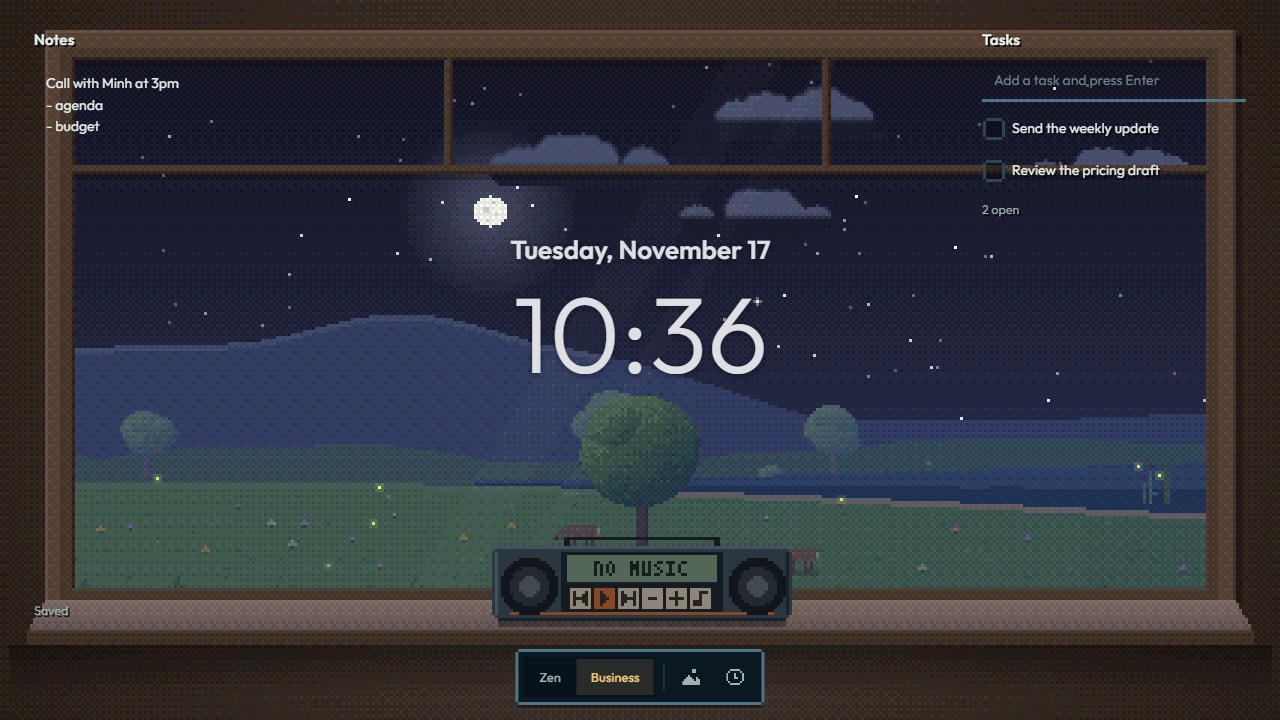 Notes
Call with Minh at 3pm
- agenda
- budget
Tasks
Add a task and press Enter
Send the weekly update
Review the pricing draft
2 open
Tuesday, November 17
10:36
NO MUSIC
Saved
Zen
Business